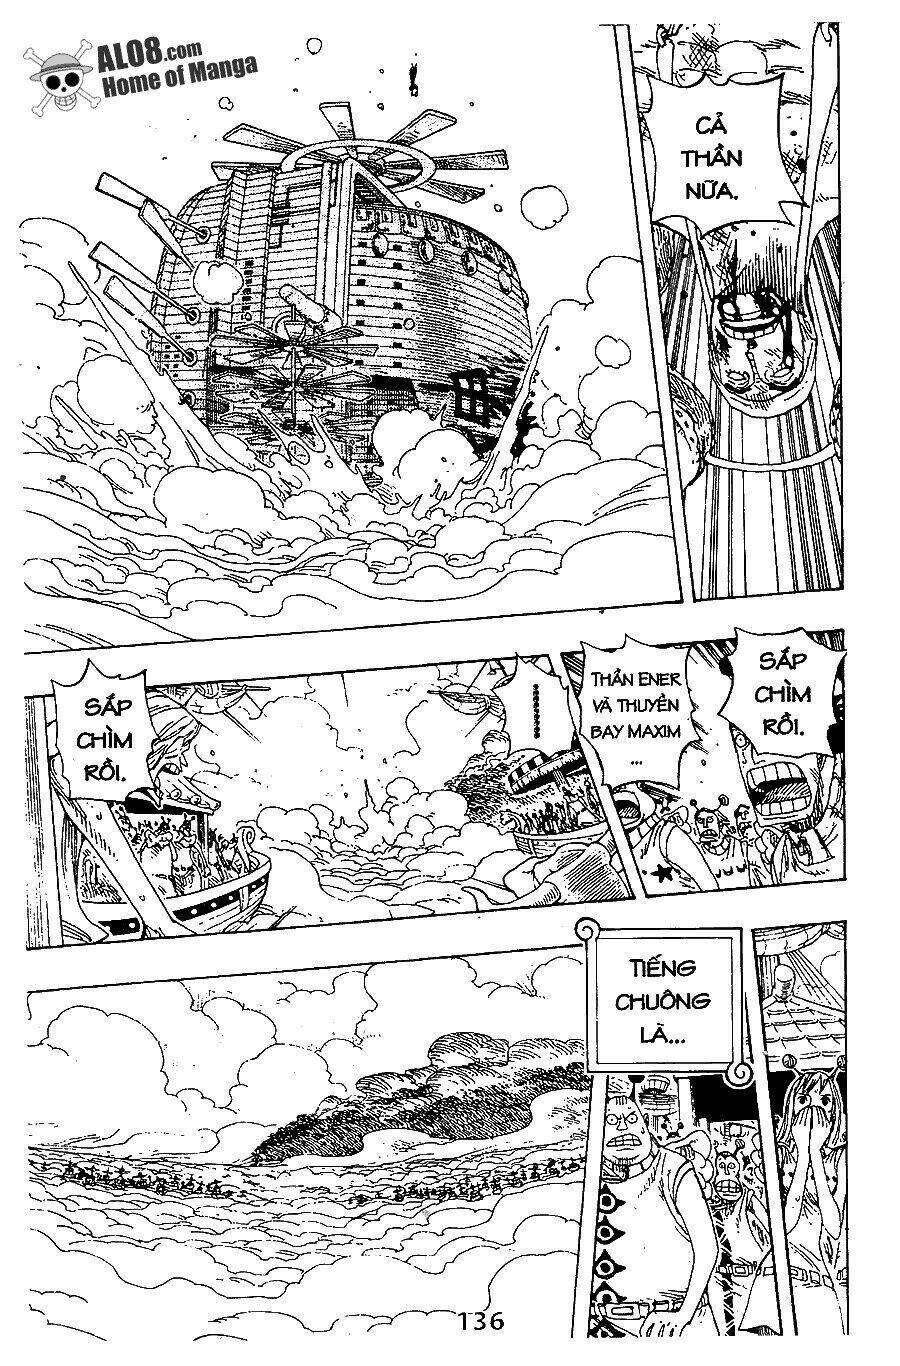 AL08.com
Home of Manga
CẢ
THẦN
NỮA.
SẮP
CHÌM
RỒI.
THẦN ENER
VÀ THUYỀN
BAY MAXIM
...
.........
SẮP
CHÌM
RỒI.
TIẾNG
CHUÔNG
LÀ...
136